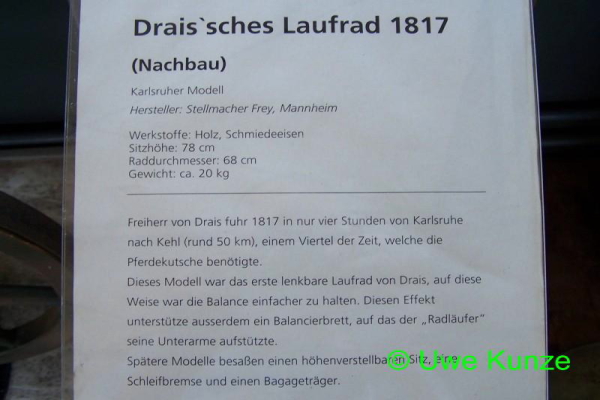 Drais`sches Laufrad 1817
(Nachbau)
Karlsruher Modell
Hersteller: Stellmacher Frey, Mannheim
Werkstoffe: Holz, Schmiedeeisen
Sitzhöhe: 78 cm
Raddurchmesser: 68 cm
Gewicht: ca. 20 kg
Freiherr von Drais fuhr 1817 in nur vier Stunden von Karlsruhe
nach Kehl (rund 50 km), einem Viertel der Zeit, welche die
Pferdekutsche benötigte.
Dieses Modell war das erste lenkbare Laufrad von Drais, auf diese
Weise war die Balance einfacher zu halten. Diesen Effekt
unterstütze ausserdem ein Balancierbrett, auf das der „Radläufer"
seine Unterarme aufstützte.
Spätere Modelle besaßen einen höhenverstellbaren Sitz, eine
Schleifbremse und einen Bagageträger.
© Uwe Kunze